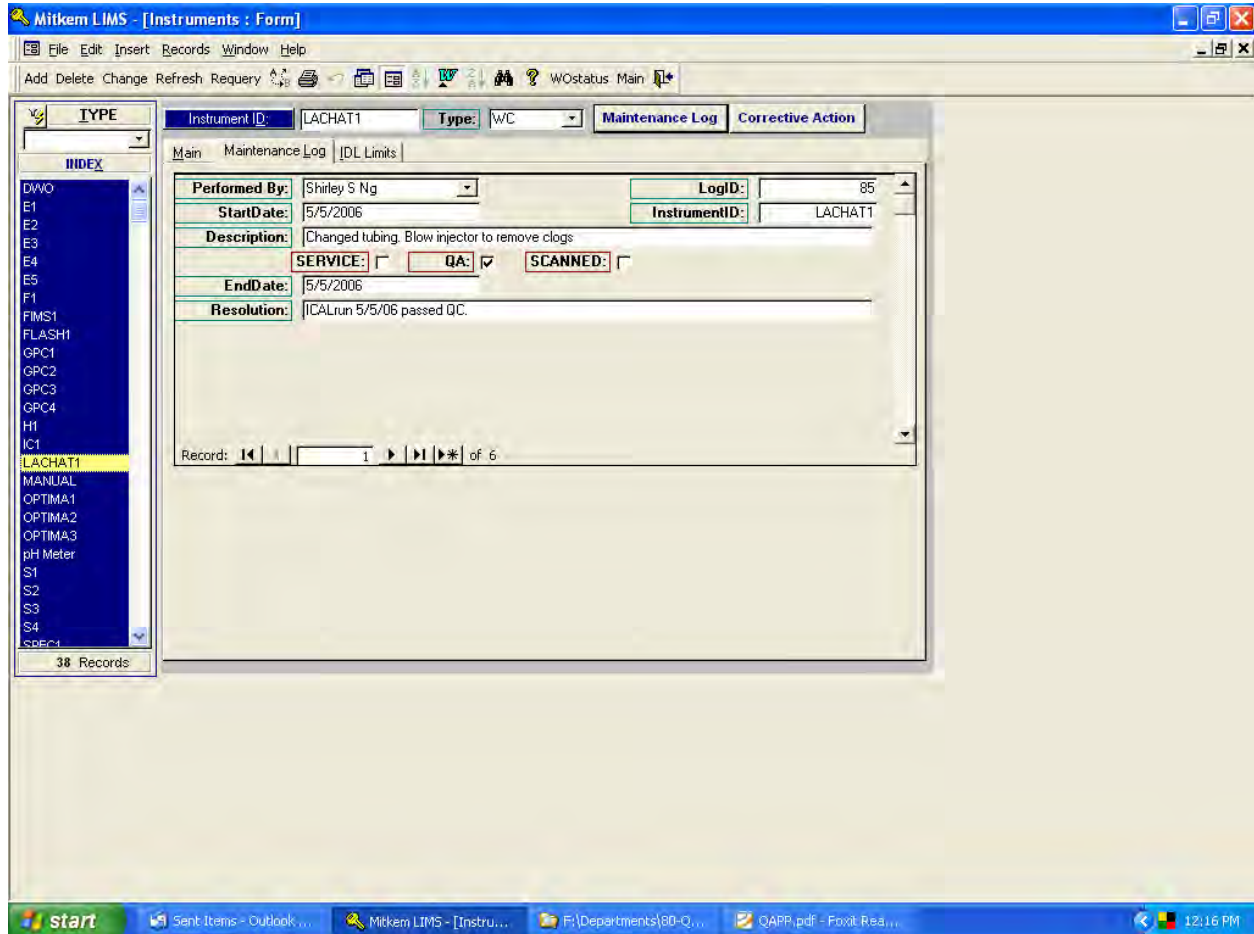 Mitkem LIMS - [Instruments : Form]
File Edit Insert Records Window Help
Add Delete Change Refresh Requery WOstatus Main
TYPE
INDEX
DWO
E1
E2
E3
E4
E5
F1
FIMS1
FLASH1
GPC1
GPC2
GPC3
GPC4
H1
IC1
LACHAT1
MANUAL
OPTIMA1
OPTIMA2
OPTIMA3
pH Meter
S1
S2
S3
S4
SPEC1
38 Records
Instrument ID: LACHAT1 Type: WC Maintenance Log Corrective Action
Main Maintenance Log IDL Limits
Performed By: Shirley S Ng LogID: 85
StartDate: 5/5/2006 InstrumentID: LACHAT1
Description: Changed tubing. Blow injector to remove clogs
SERVICE: QA: SCANNED:
EndDate: 5/5/2006
Resolution: ICALrun 5/5/06 passed QC.
Record: 1 of 6
start Sent Items - Outlook ... Mitkem LIMS - [Instru... F:\Departments\80-Q... QAPP.pdf - Foxit Rea... 12:16 PM